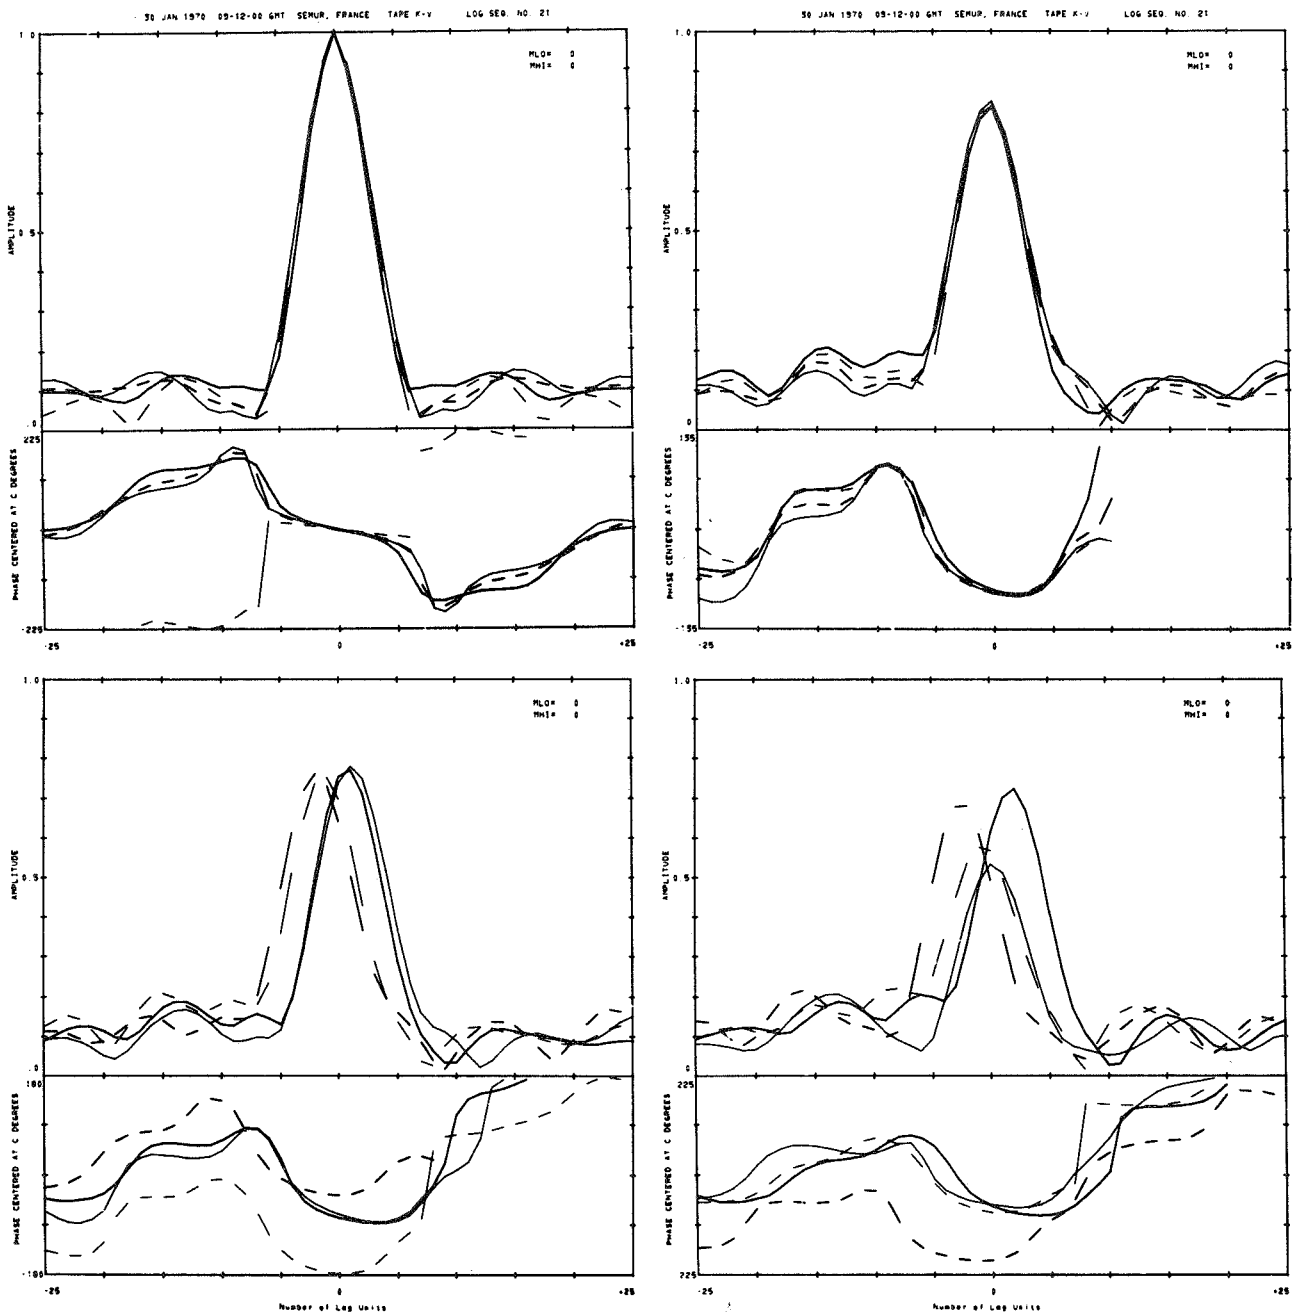 30 JAN 1970 09-12-00 GMT SEMUR, FRANCE TAPE K-V LOG SEQ. NO. 21
30 JAN 1970 09-12-00 GMT SEMUR, FRANCE TAPE K-V LOG SEQ. NO. 21
1.0
MLO= 0
MHI= 0
AMPLITUDE
0.5
.0
225
PHASE CENTERED AT C DEGREES
-225
-25
0
+25
1.0
MLO= 0
MHI= 0
AMPLITUDE
0.5
0
PHASE CENTERED AT C DEGREES
-25
0
+25
1.0
MLO= 0
MHI= 0
AMPLITUDE
0.5
.0
180
PHASE CENTERED AT C DEGREES
-180
-25
0
+25
Number of Lag Units
1.0
MLO= 0
MHI= 0
AMPLITUDE
0.5
0
225
PHASE CENTERED AT C DEGREES
225
-25
0
+25
Number of Lag Units